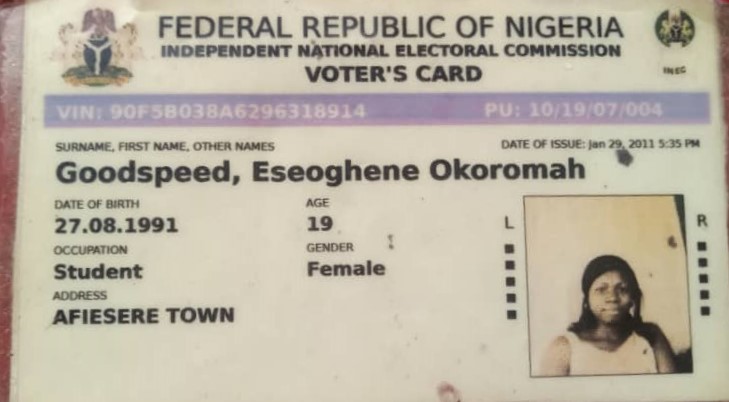 FEDERAL REPUBLIC OF NIGERIA
INDEPENDENT NATIONAL ELECTORAL COMMISSION
INEC
VOTER'S CARD
VIN: 90F5B038A6296318914 PU: 10/19/07/004
SURNAME, FIRST NAME, OTHER NAMES DATE OF ISSUE: Jan 29, 2011 5:35 PM
Goodspeed, Eseoghene Okoromah
DATE OF BIRTH AGE
27.08.1991 19 L R
OCCUPATION GENDER
Student Female
ADDRESS
AFIESERE TOWN